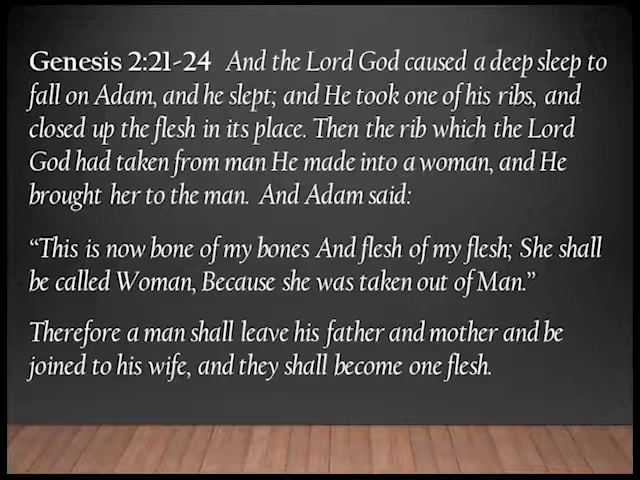 Genesis 2:21-24 And the Lord God caused a deep sleep to
fall on Adam, and he slept; and He took one of his ribs, and
closed up the flesh in its place. Then the rib which the Lord
God had taken from man He made into a woman, and He
brought her to the man. And Adam said:
“This is now bone of my bones And flesh of my flesh; She shall
be called Woman, Because she was taken out of Man.”
Therefore a man shall leave his father and mother and be
joined to his wife, and they shall become one flesh.